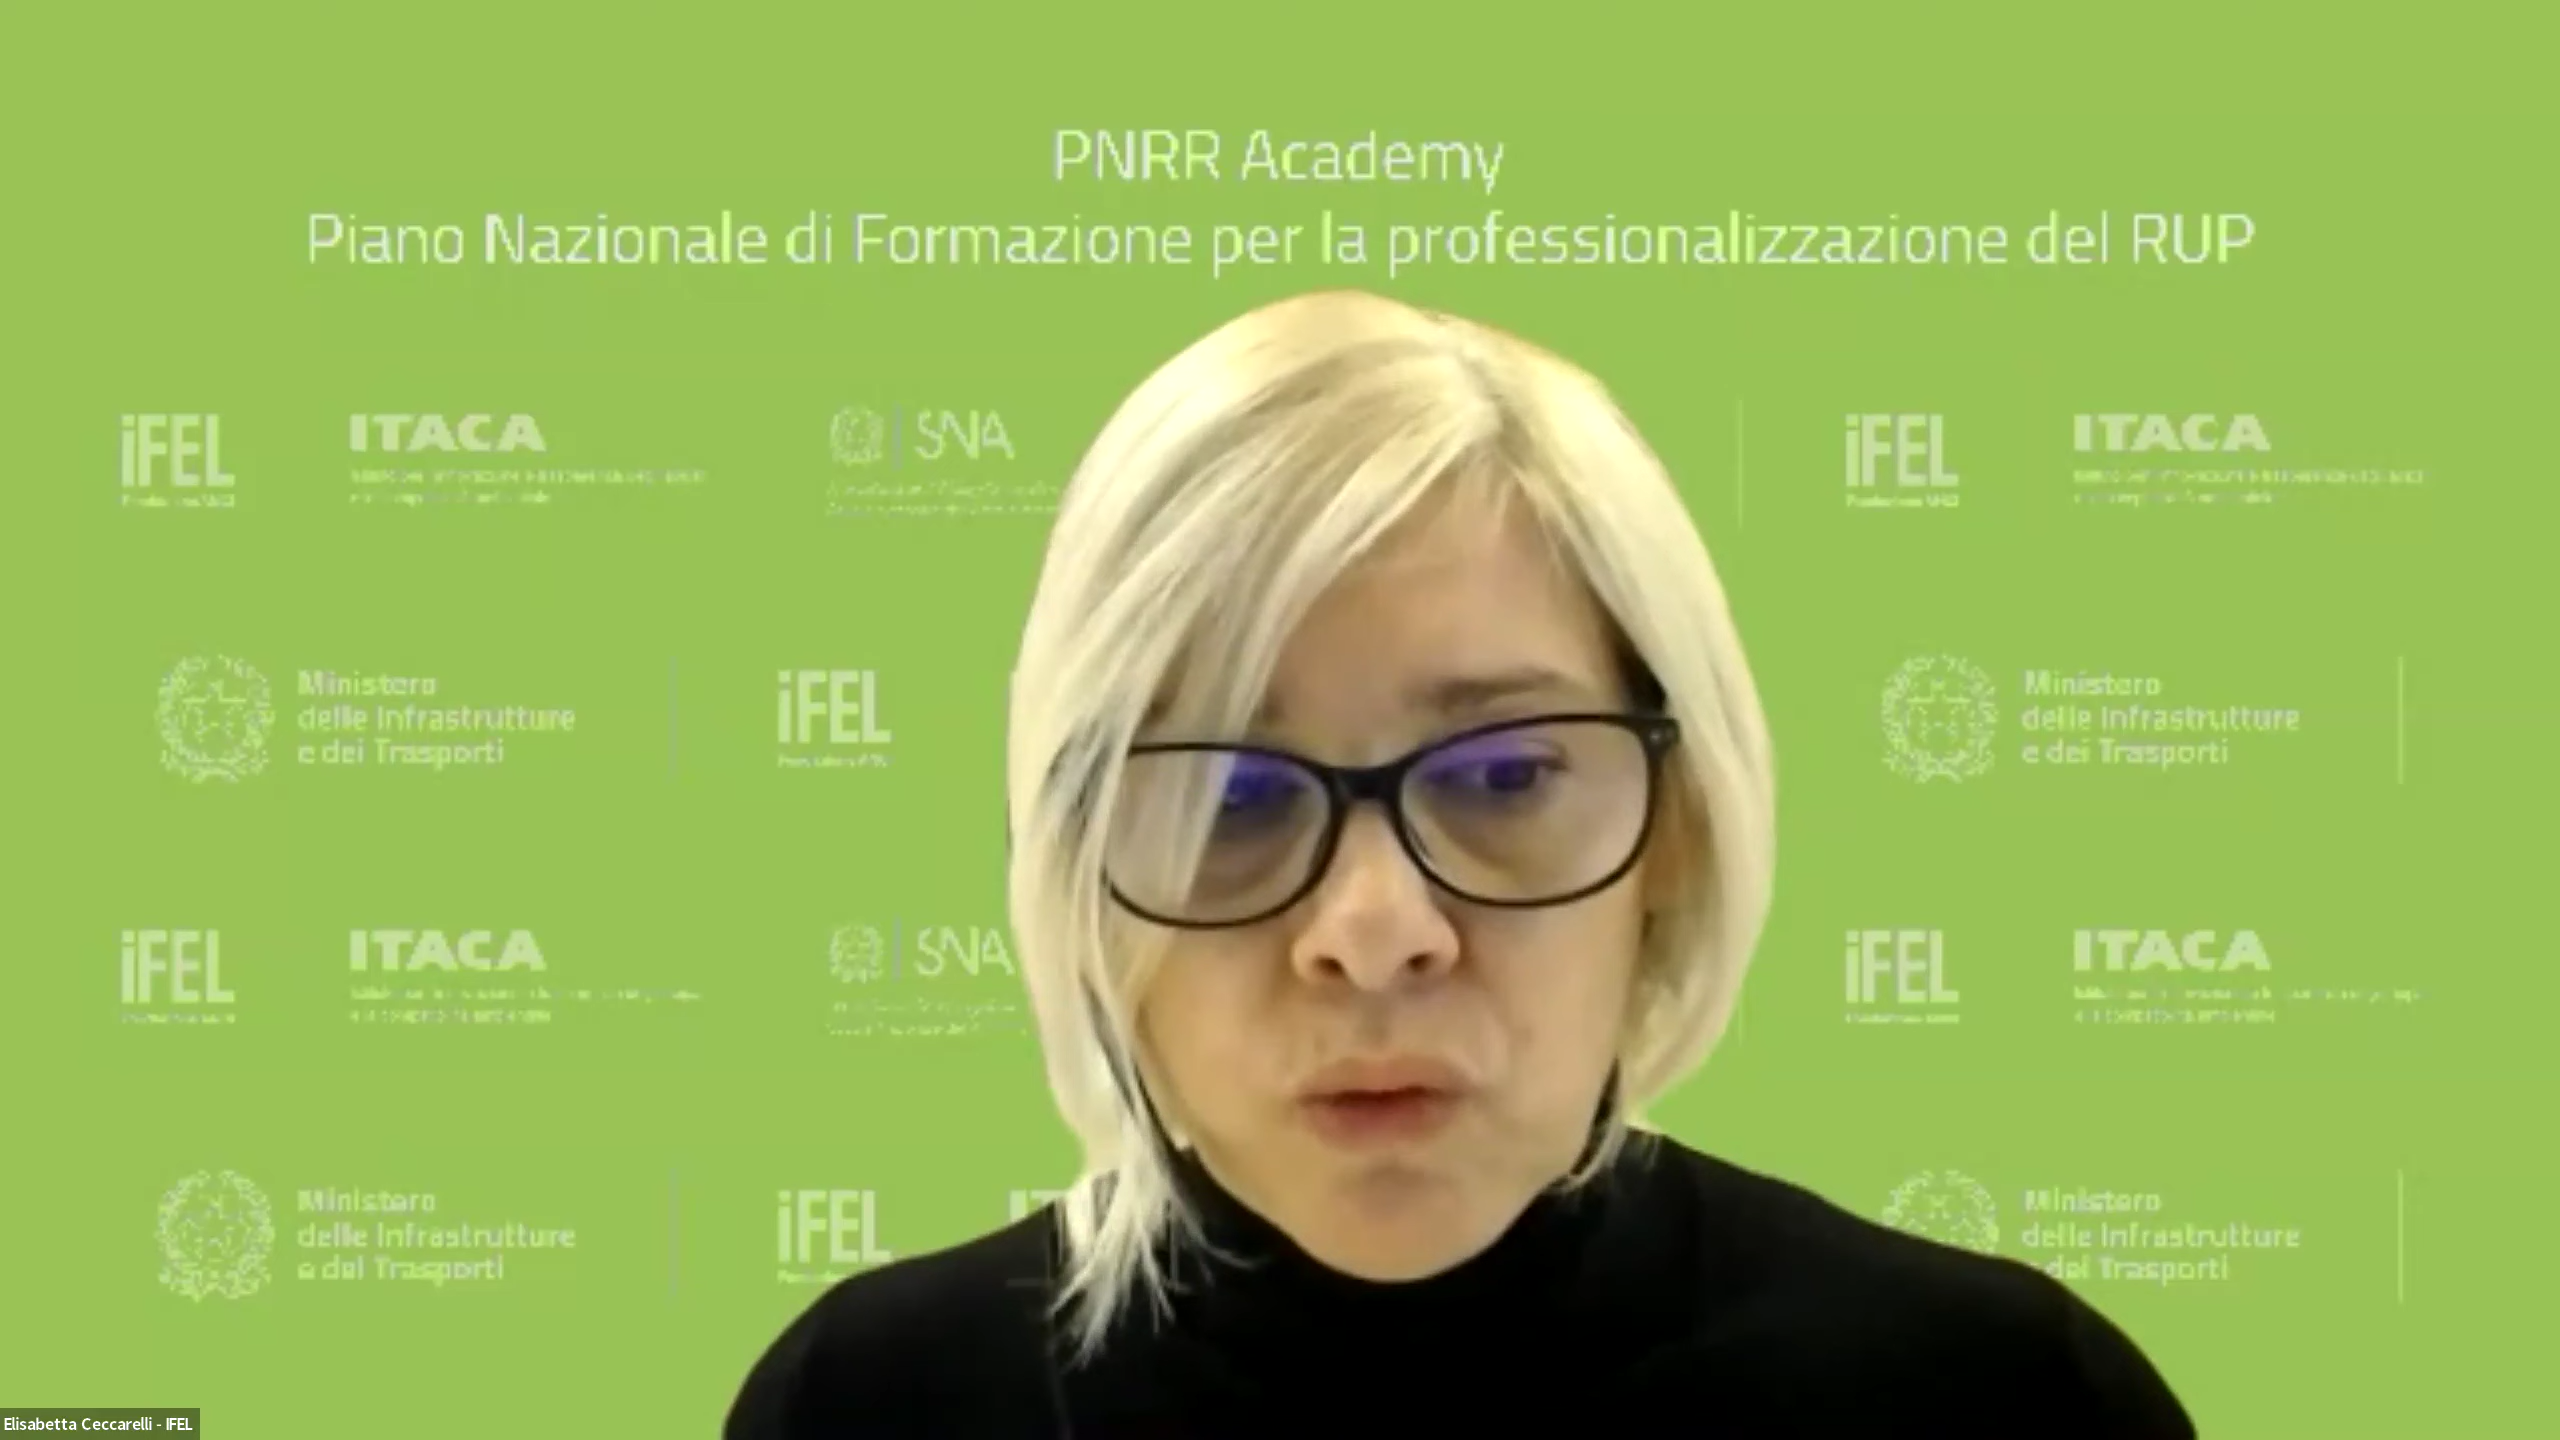 PNRR Academy
Piano Nazionale di Formazione per la professionalizzazione del RUP
iFEL
ITACA
SNA
iFEL
ITACA
Ministero
delle Infrastrutture
e dei Trasporti
iFEL
Ministero
delle Infrastrutture
e dei Trasporti
iFEL
ITACA
SNA
iFEL
ITACA
Ministero
delle Infrastrutture
e dei Trasporti
iFEL
Ministero
delle Infrastrutture
dei Trasporti
Elisabetta Ceccarelli - IFEL